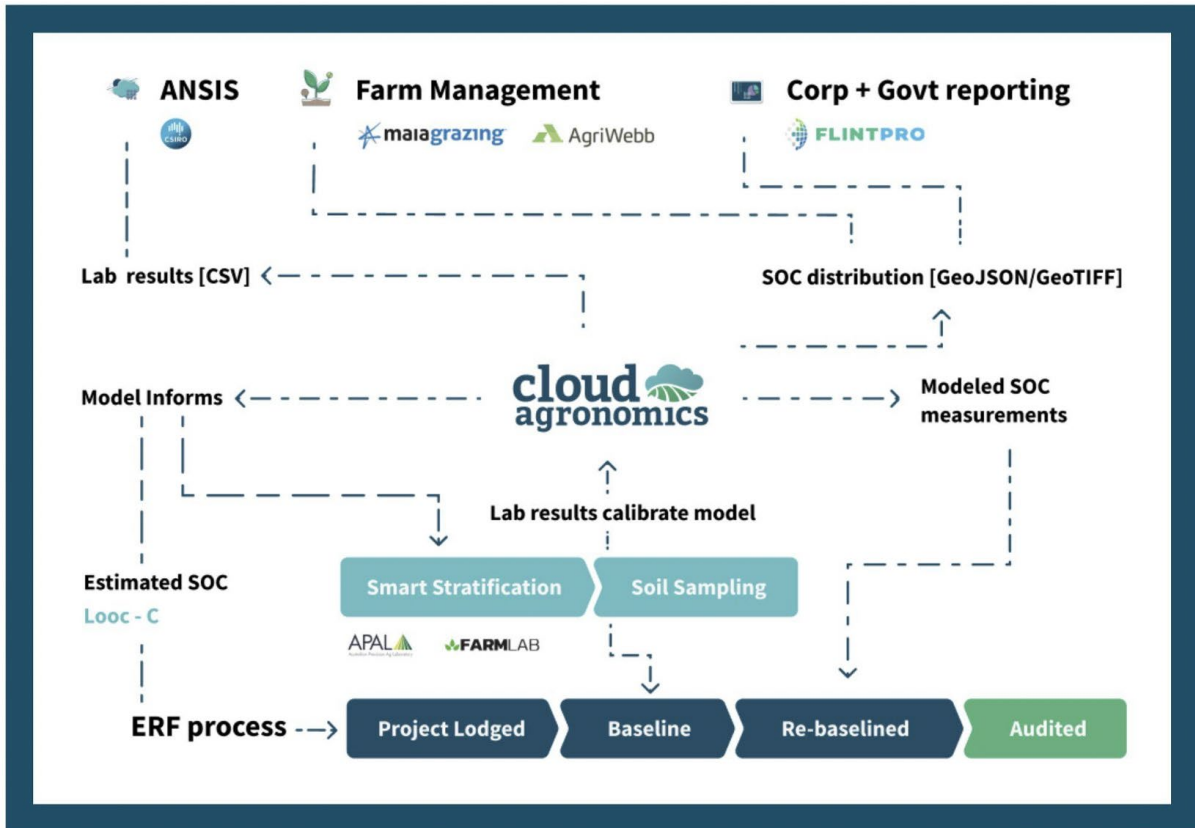 ANSIS
Farm Management
Corp + Govt reporting
CSIRO
maiagrazing
AgriWebb
FLINTPRO
Lab results [CSV]
SOC distribution [GeoJSON/GeoTIFF]
cloud
agronomics
Model Informs
Modeled SOC
measurements
Lab results calibrate model
Estimated SOC
Looc - C
Smart Stratification
Soil Sampling
APAL
FARMLAB
ERF process
Project Lodged
Baseline
Re-baselined
Audited